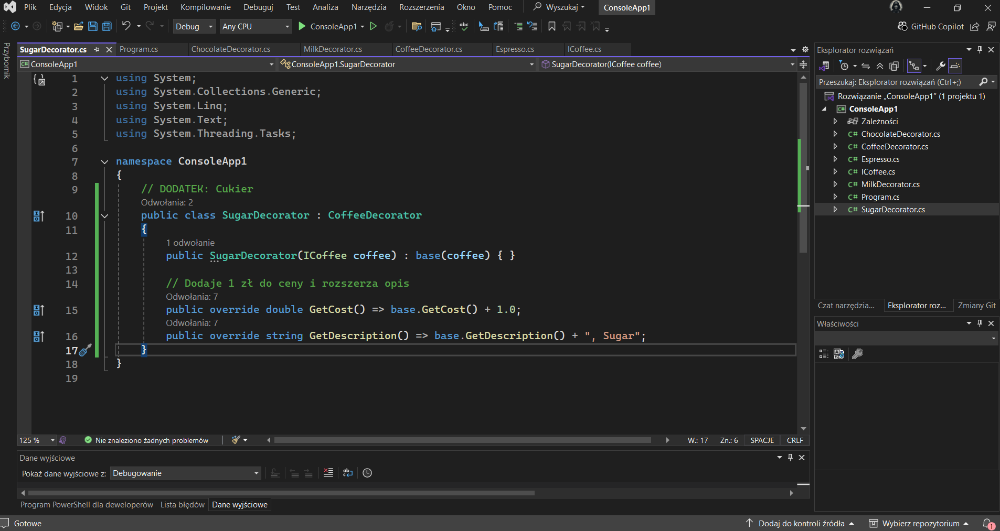 Plik Edycja Widok Git Projekt Kompilowanie Debuguj Test Analiza Narzędzia Rozszerzenia Okno Pomoc Wyszukaj ConsoleApp1
Debug Any CPU ConsoleApp1 GitHub Copilot
Przybornik
SugarDecorator.cs Program.cs ChocolateDecorator.cs MilkDecorator.cs CoffeeDecorator.cs Espresso.cs ICoffee.cs
ConsoleApp1 ConsoleApp1.SugarDecorator SugarDecorator(ICoffee coffee)
1 using System;
2 using System.Collections.Generic;
3 using System.Linq;
4 using System.Text;
5 using System.Threading.Tasks;
6
7 namespace ConsoleApp1
8 {
9 // DODATEK: Cukier
Odwołania: 2
10 public class SugarDecorator : CoffeeDecorator
11 {
1 odwołanie
12 public SugarDecorator(ICoffee coffee) : base(coffee) { }
13
14 // Dodaje 1 zł do ceny i rozszerza opis
Odwołania: 7
15 public override double GetCost() => base.GetCost() + 1.0;
Odwołania: 7
16 public override string GetDescription() => base.GetDescription() + ", Sugar";
17 }
18 }
19
125 % Nie znaleziono żadnych problemów W.: 17 Zn.: 6 SPACJE CRLF
Dane wyjściowe
Pokaż dane wyjściowe z: Debugowanie
Program PowerShell dla deweloperów Lista błędów Dane wyjściowe
Eksplorator rozwiązań
Przeszukaj: Eksplorator rozwiązań (Ctrl+;)
Rozwiązanie „ConsoleApp1” (1 projektu 1)
C# ConsoleApp1
Zależności
C# ChocolateDecorator.cs
C# CoffeeDecorator.cs
C# Espresso.cs
C# ICoffee.cs
C# MilkDecorator.cs
C# Program.cs
C# SugarDecorator.cs
Czat narzędzia... Eksplorator roz... Zmiany Git
Właściwości
Gotowe Dodaj do kontroli źródła Wybierz repozytorium 1